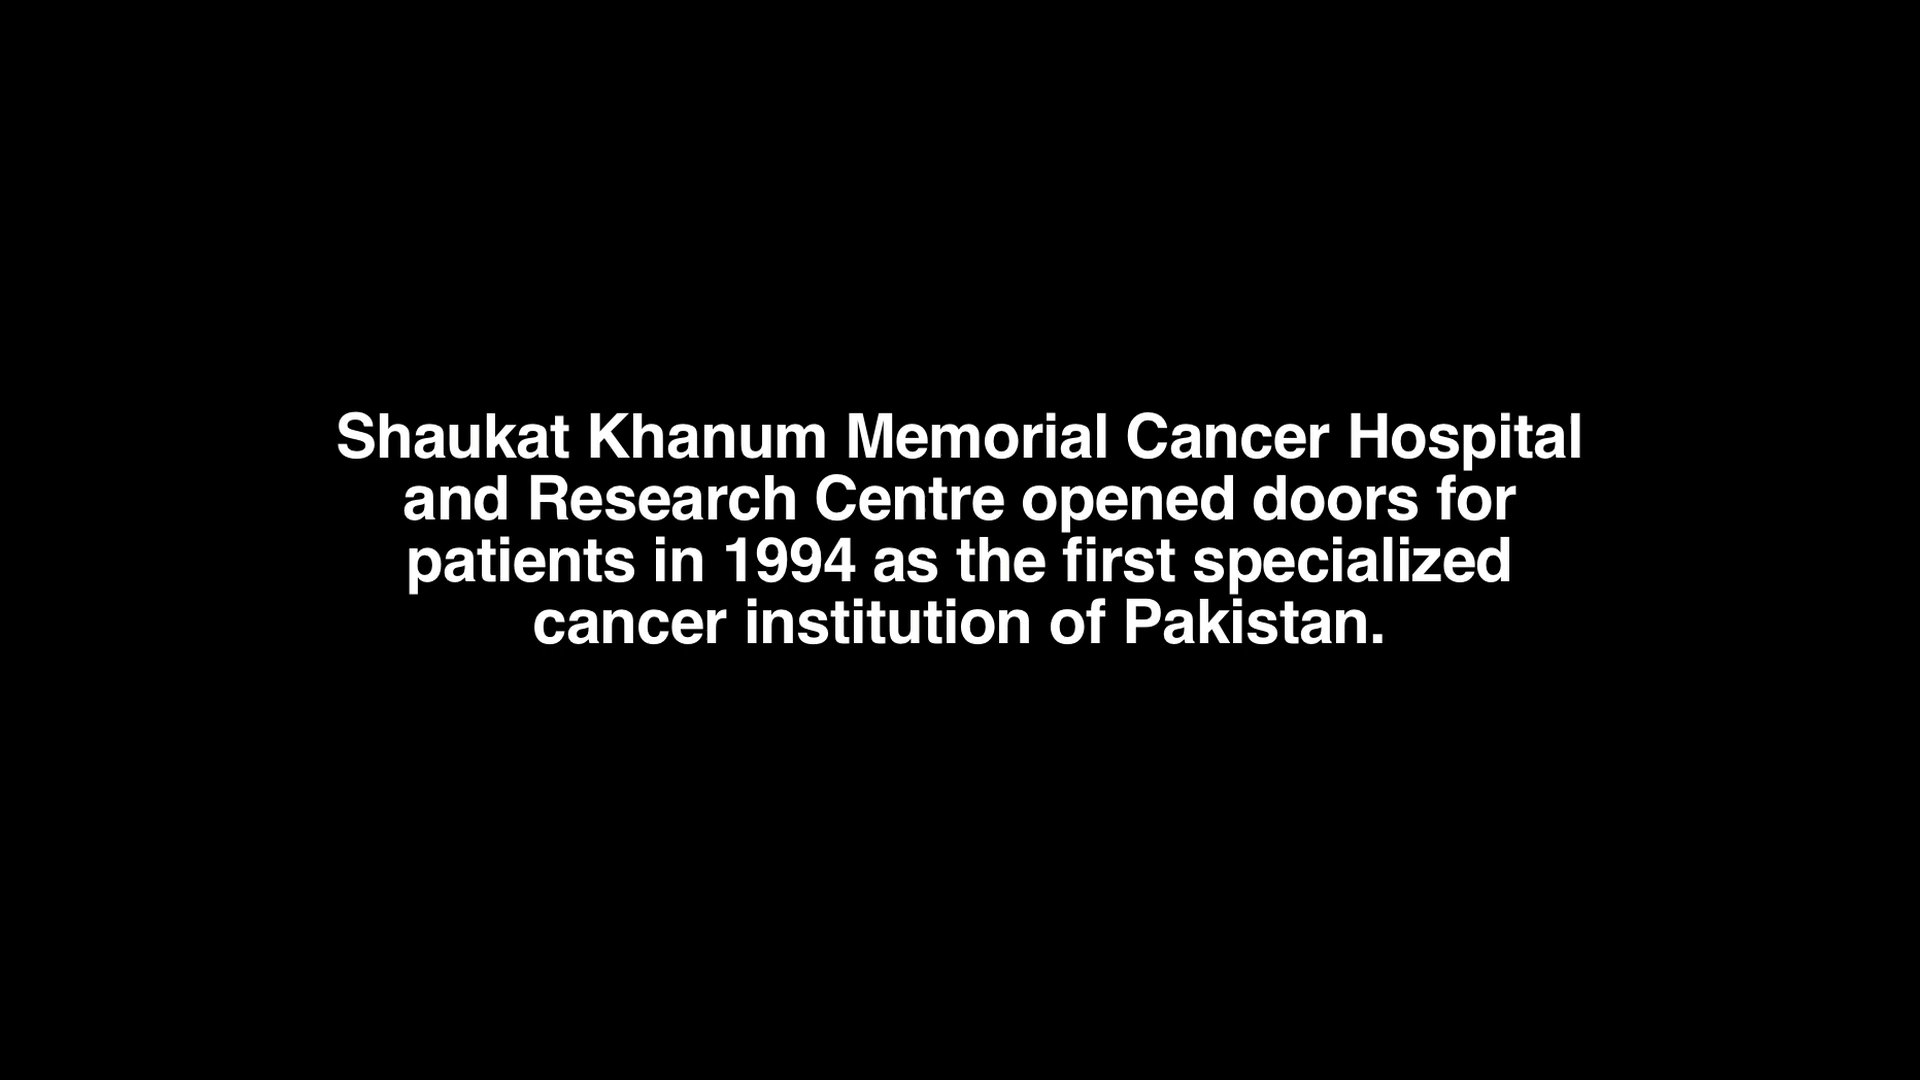 Shaukat Khanum Memorial Cancer Hospital
and Research Centre opened doors for
patients in 1994 as the first specialized
cancer institution of Pakistan.